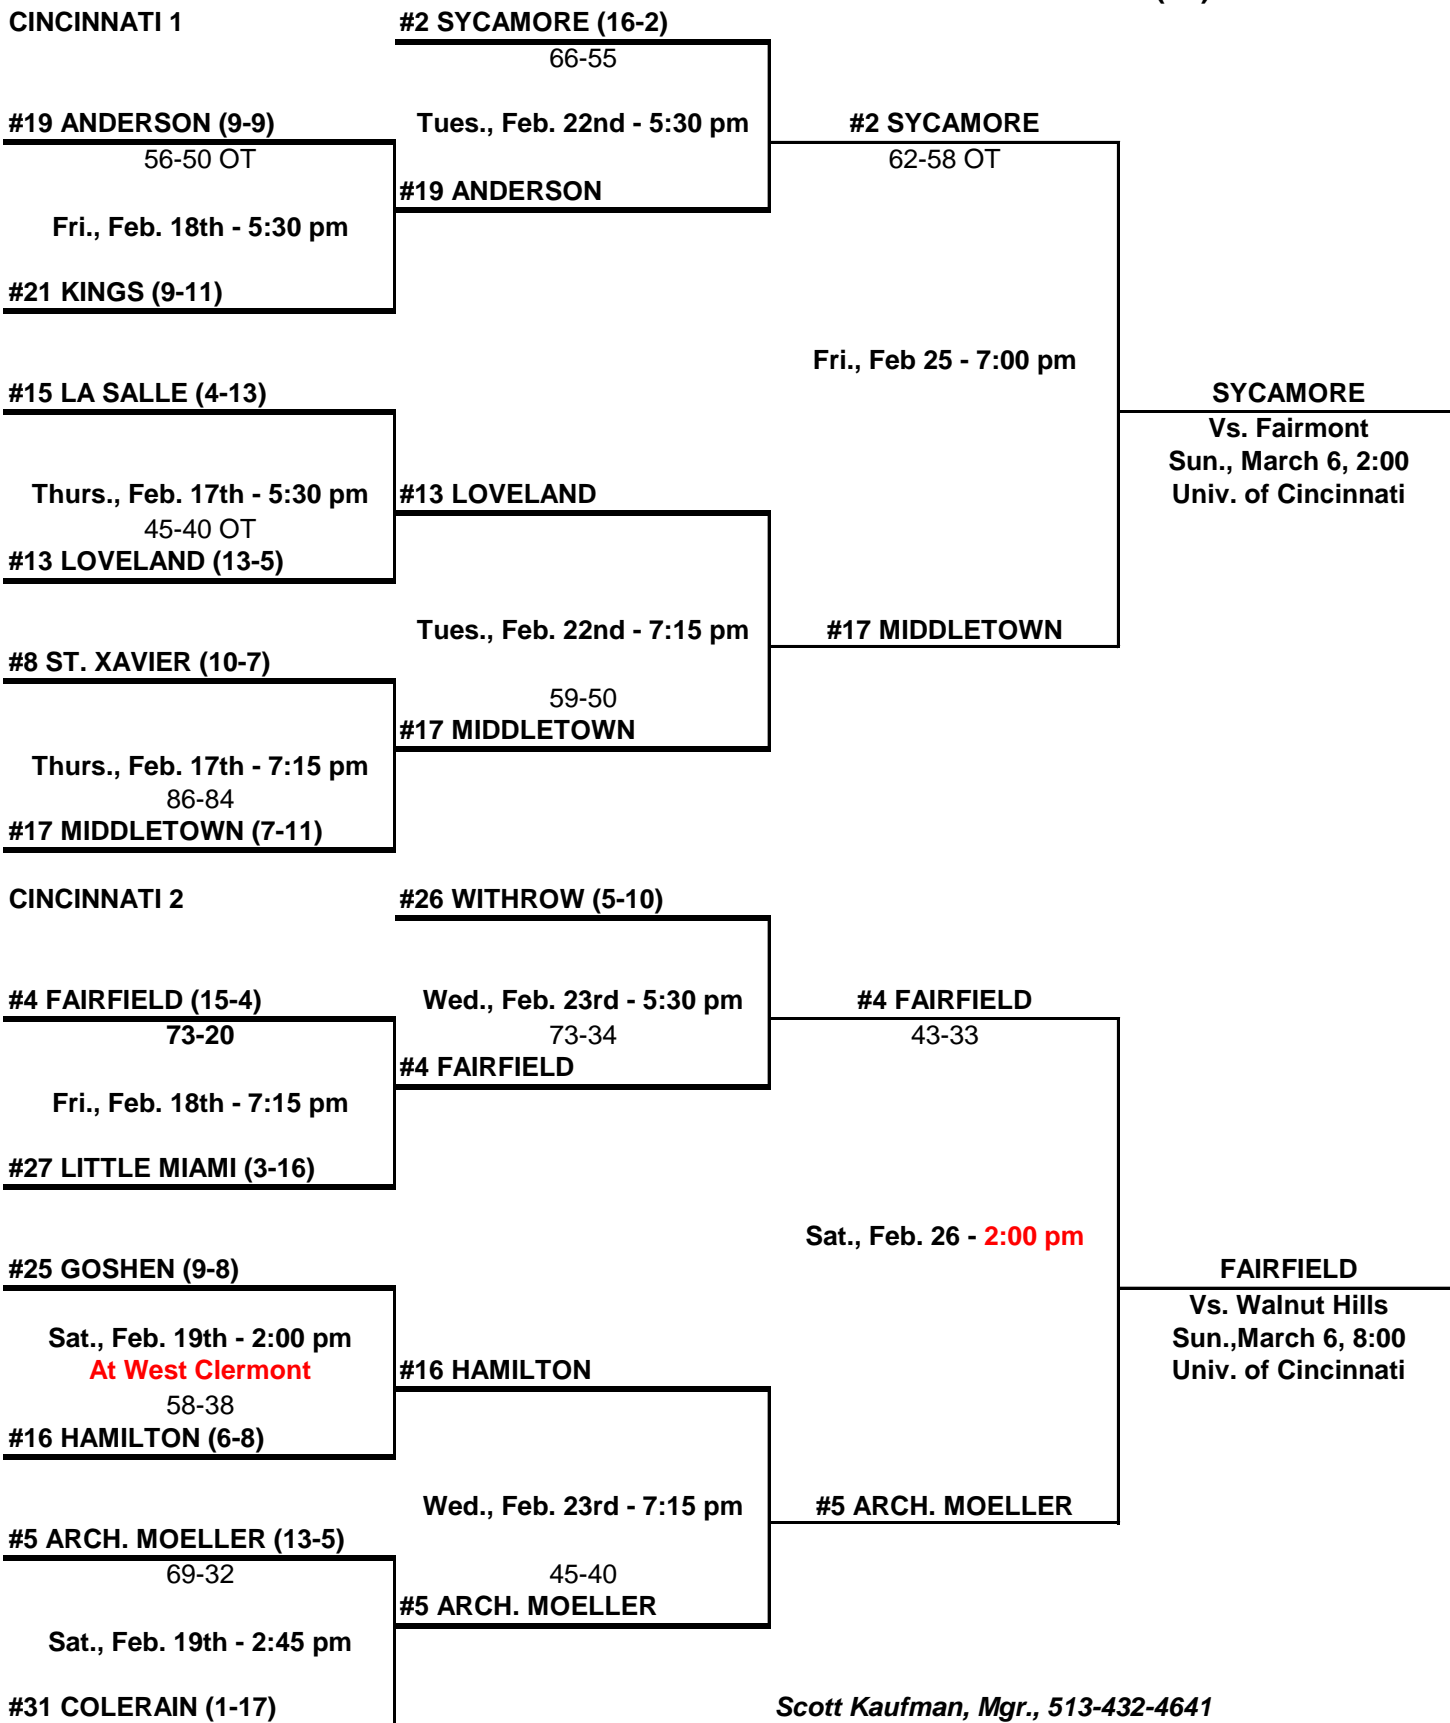 CINCINNATI 1
#2 SYCAMORE (16-2)
66-55
#19 ANDERSON (9-9)
Tues., Feb. 22nd - 5:30 pm
#2 SYCAMORE
56-50 OT
62-58 OT
#19 ANDERSON
Fri., Feb. 18th - 5:30 pm
#21 KINGS (9-11)
Fri., Feb 25 - 7:00 pm
#15 LA SALLE (4-13)
SYCAMORE
Vs. Fairmont
Sun., March 6, 2:00
Thurs., Feb. 17th - 5:30 pm
#13 LOVELAND
Univ. of Cincinnati
45-40 OT
#13 LOVELAND (13-5)
Tues., Feb. 22nd - 7:15 pm
#17 MIDDLETOWN
#8 ST. XAVIER (10-7)
59-50
#17 MIDDLETOWN
Thurs., Feb. 17th - 7:15 pm
86-84
#17 MIDDLETOWN (7-11)
CINCINNATI 2
#26 WITHROW (5-10)
#4 FAIRFIELD (15-4)
Wed., Feb. 23rd - 5:30 pm
#4 FAIRFIELD
73-20
73-34
43-33
#4 FAIRFIELD
Fri., Feb. 18th - 7:15 pm
#27 LITTLE MIAMI (3-16)
Sat., Feb. 26 - 2:00 pm
#25 GOSHEN (9-8)
FAIRFIELD
Vs. Walnut Hills
Sat., Feb. 19th - 2:00 pm
Sun.,March 6, 8:00
At West Clermont
#16 HAMILTON
Univ. of Cincinnati
58-38
#16 HAMILTON (6-8)
Wed., Feb. 23rd - 7:15 pm
#5 ARCH. MOELLER
#5 ARCH. MOELLER (13-5)
69-32
45-40
#5 ARCH. MOELLER
Sat., Feb. 19th - 2:45 pm
#31 COLERAIN (1-17)
Scott Kaufman, Mgr., 513-432-4641